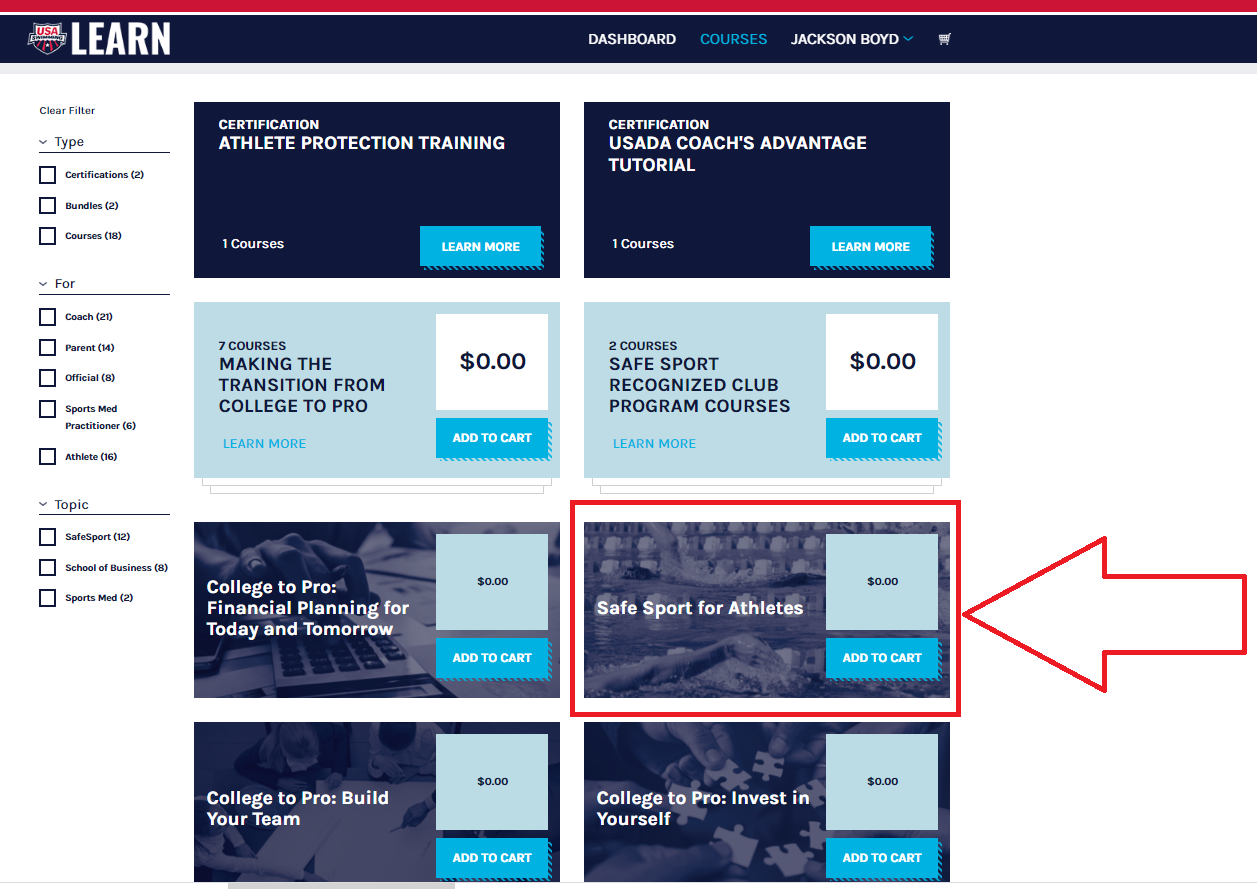 USA
SWIMMING
LEARN
DASHBOARD
COURSES
JACKSON BOYD
Clear Filter
Type
Certifications (2)
Bundles (2)
Courses (18)
For
Coach (21)
Parent (14)
Official (8)
Sports Med
Practitioner (6)
Athlete (16)
Topic
SafeSport (12)
School of Business (8)
Sports Med (2)
CERTIFICATION
ATHLETE PROTECTION TRAINING
1 Courses
LEARN MORE
CERTIFICATION
USADA COACH'S ADVANTAGE
TUTORIAL
1 Courses
LEARN MORE
7 COURSES
MAKING THE
TRANSITION FROM
COLLEGE TO PRO
LEARN MORE
$0.00
ADD TO CART
2 COURSES
SAFE SPORT
RECOGNIZED CLUB
PROGRAM COURSES
LEARN MORE
$0.00
ADD TO CART
College to Pro:
Financial Planning for
Today and Tomorrow
$0.00
ADD TO CART
Safe Sport for Athletes
$0.00
ADD TO CART
College to Pro: Build
Your Team
$0.00
ADD TO CART
College to Pro: Invest in
Yourself
$0.00
ADD TO CART